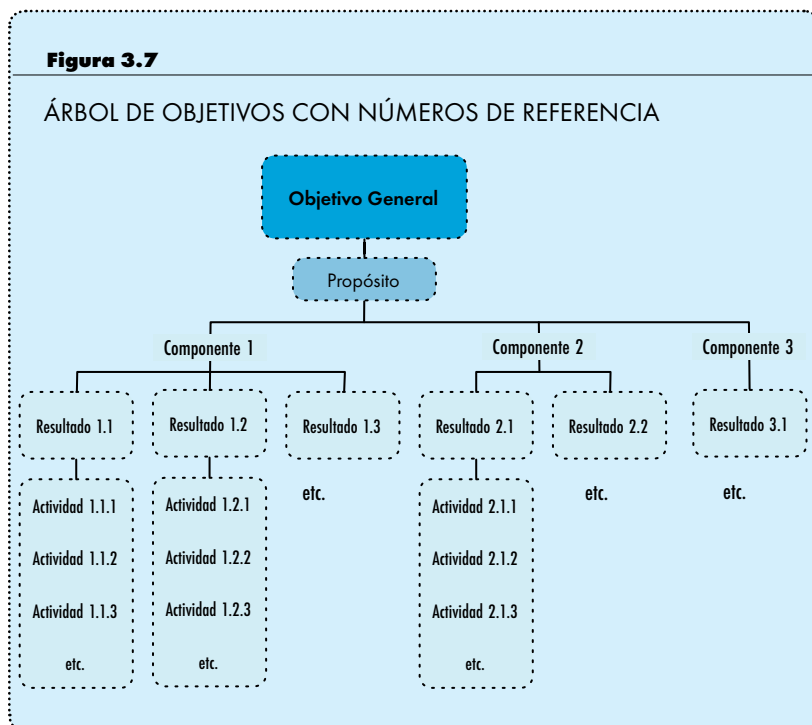 Figura 3.7
ÁRBOL DE OBJETIVOS CON NÚMEROS DE REFERENCIA
Objetivo General
Propósito
Componente 1
Componente 2
Componente 3
Resultado 1.1
Resultado 1.2
Resultado 1.3
Resultado 2.1
Resultado 2.2
Resultado 3.1
Actividad 1.1.1
Actividad 1.1.2
Actividad 1.1.3
etc.
Actividad 1.2.1
Actividad 1.2.2
Actividad 1.2.3
etc.
etc.
Actividad 2.1.1
Actividad 2.1.2
Actividad 2.1.3
etc.
etc.
etc.